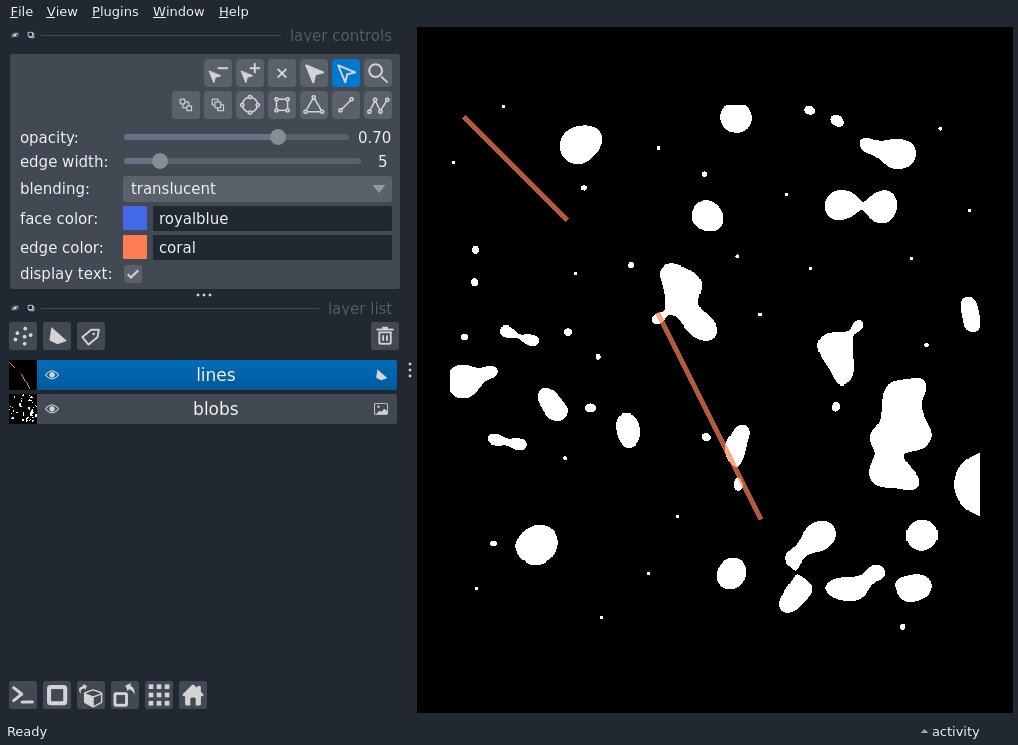 File View Plugins Window Help
layer controls
opacity: 0.70
edge width: 5
blending: translucent
face color: royalblue
edge color: coral
display text:
layer list
lines
blobs
Ready activity